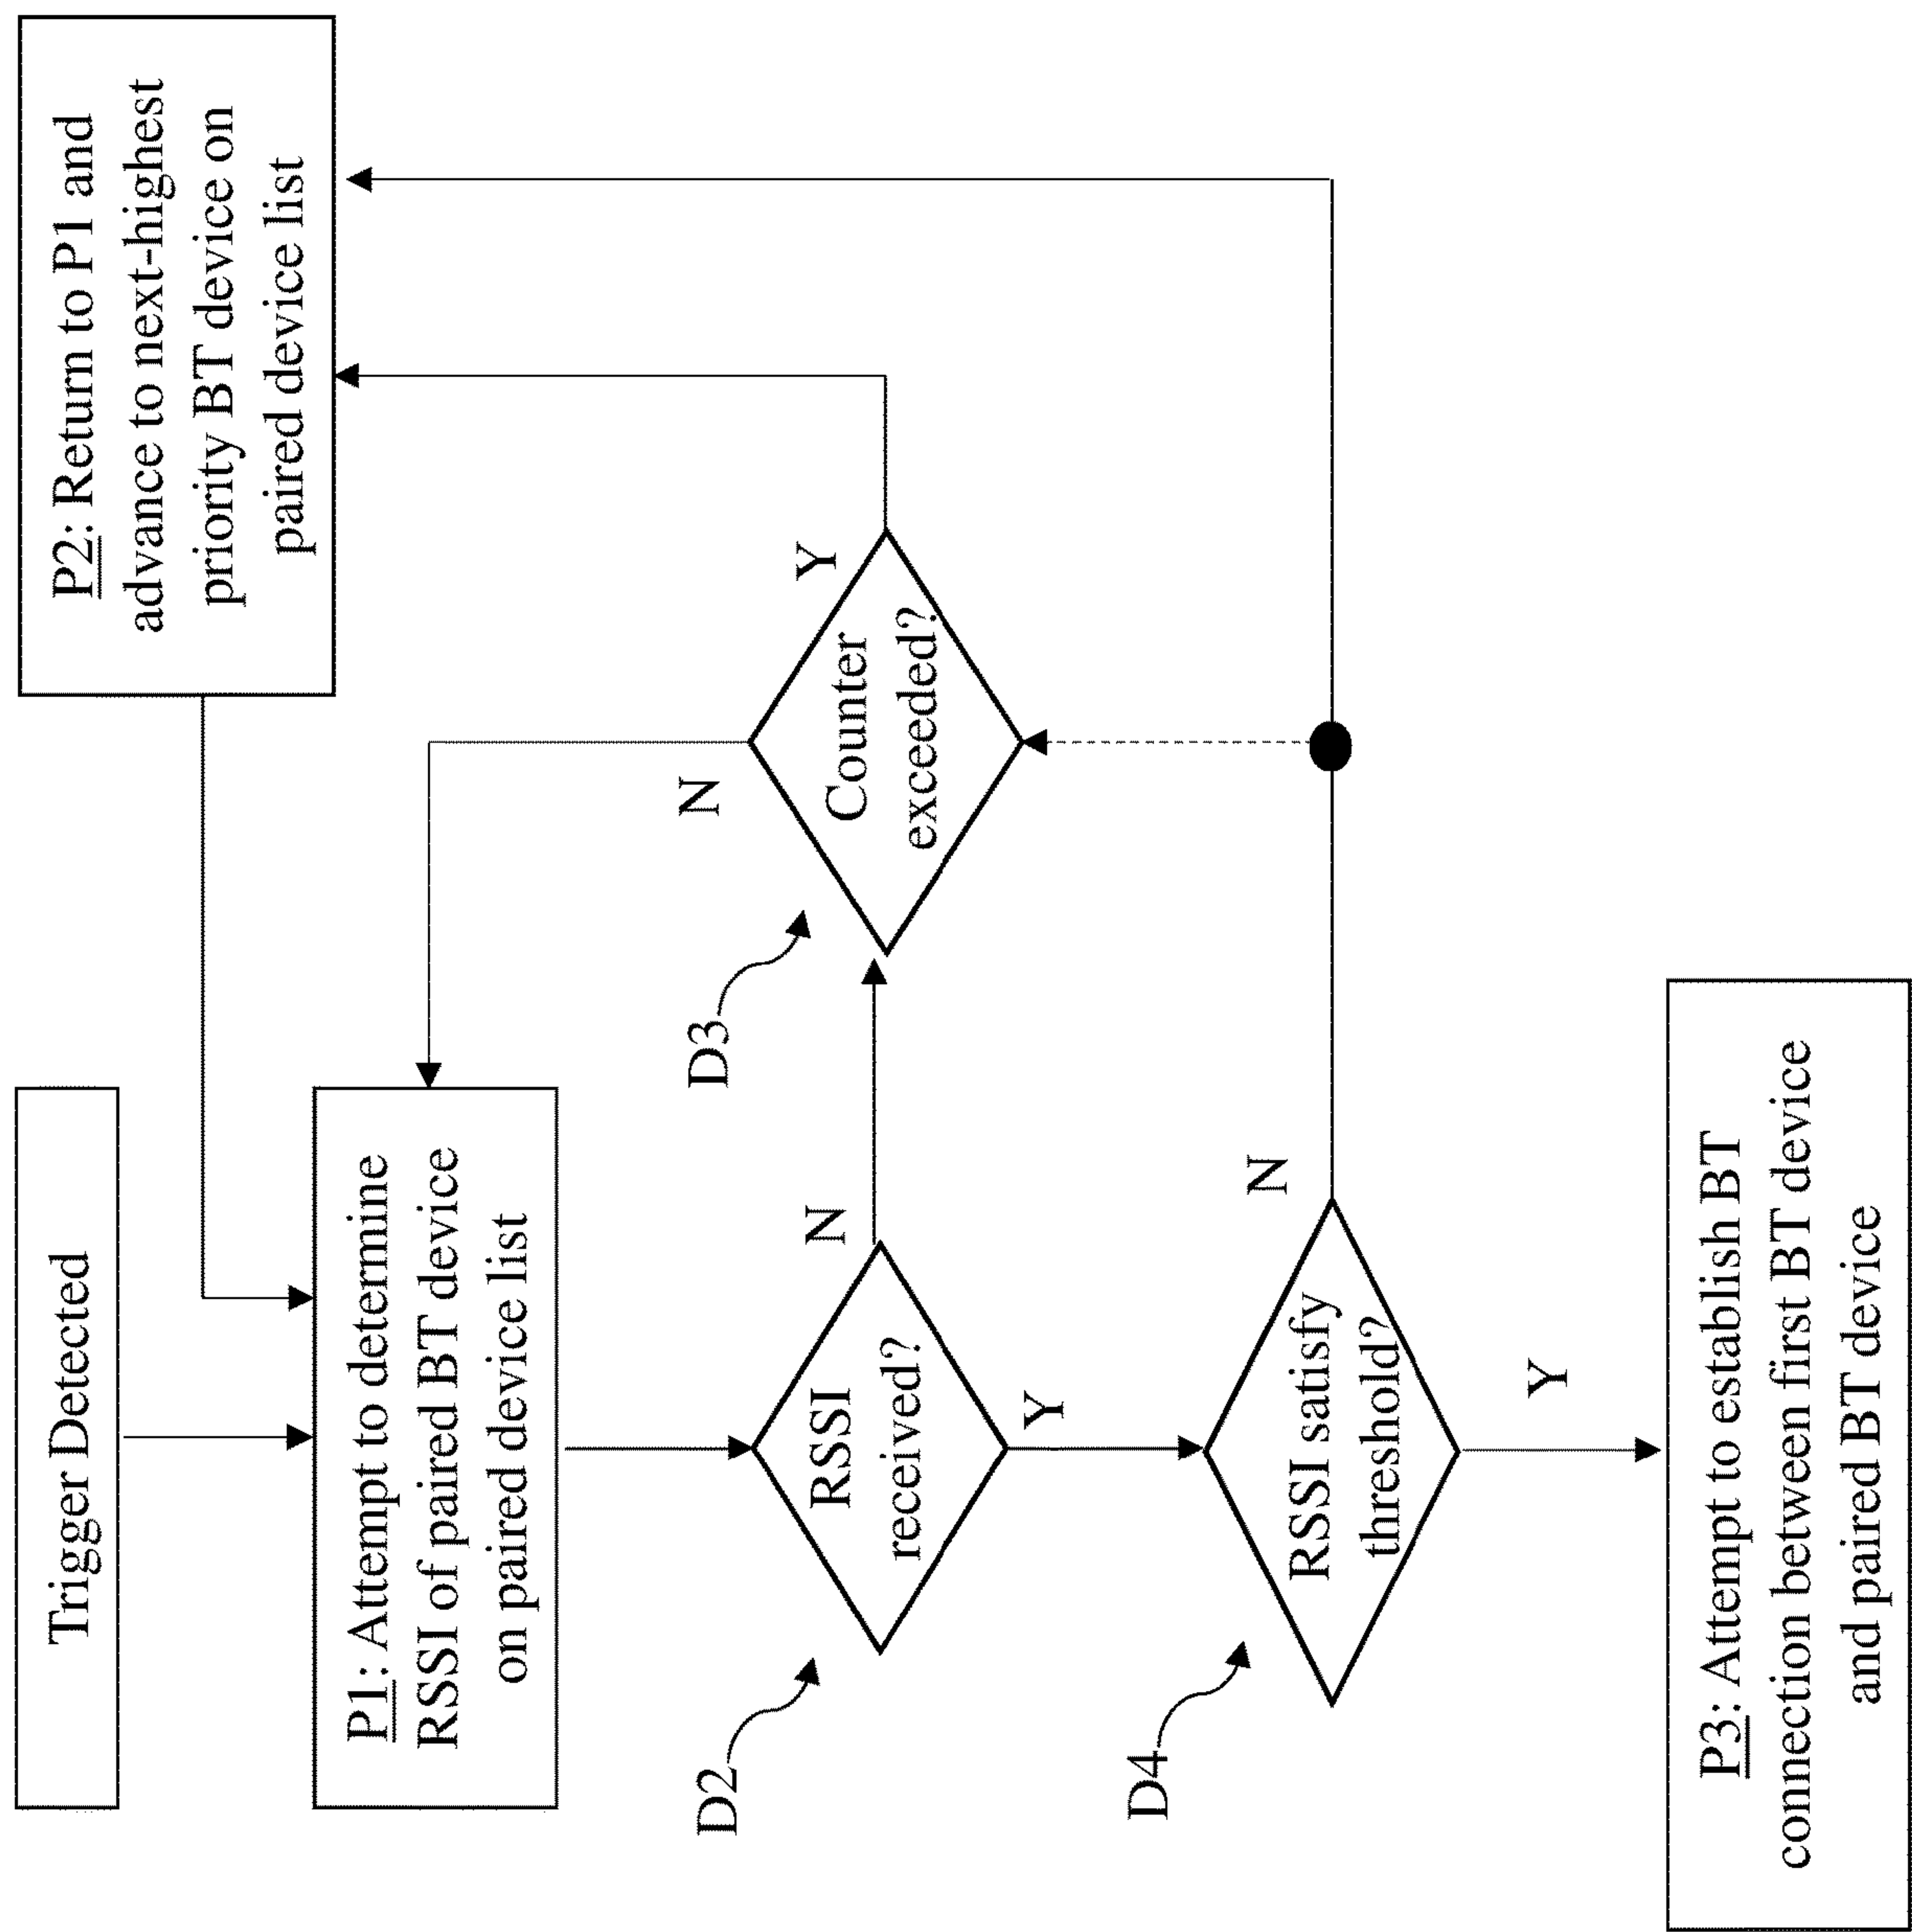 Trigger Detected
P1: Attempt to determine
RSSI of paired BT device
on paired device list
P2: Return to P1 and
advance to next-highest
priority BT device on
paired device list
D2
RSSI
received?
N
Y
D3
Counter
exceeded?
N
Y
D4
RSSI satisfy
threshold?
N
Y
P3: Attempt to establish BT
connection between first BT device
and paired BT device